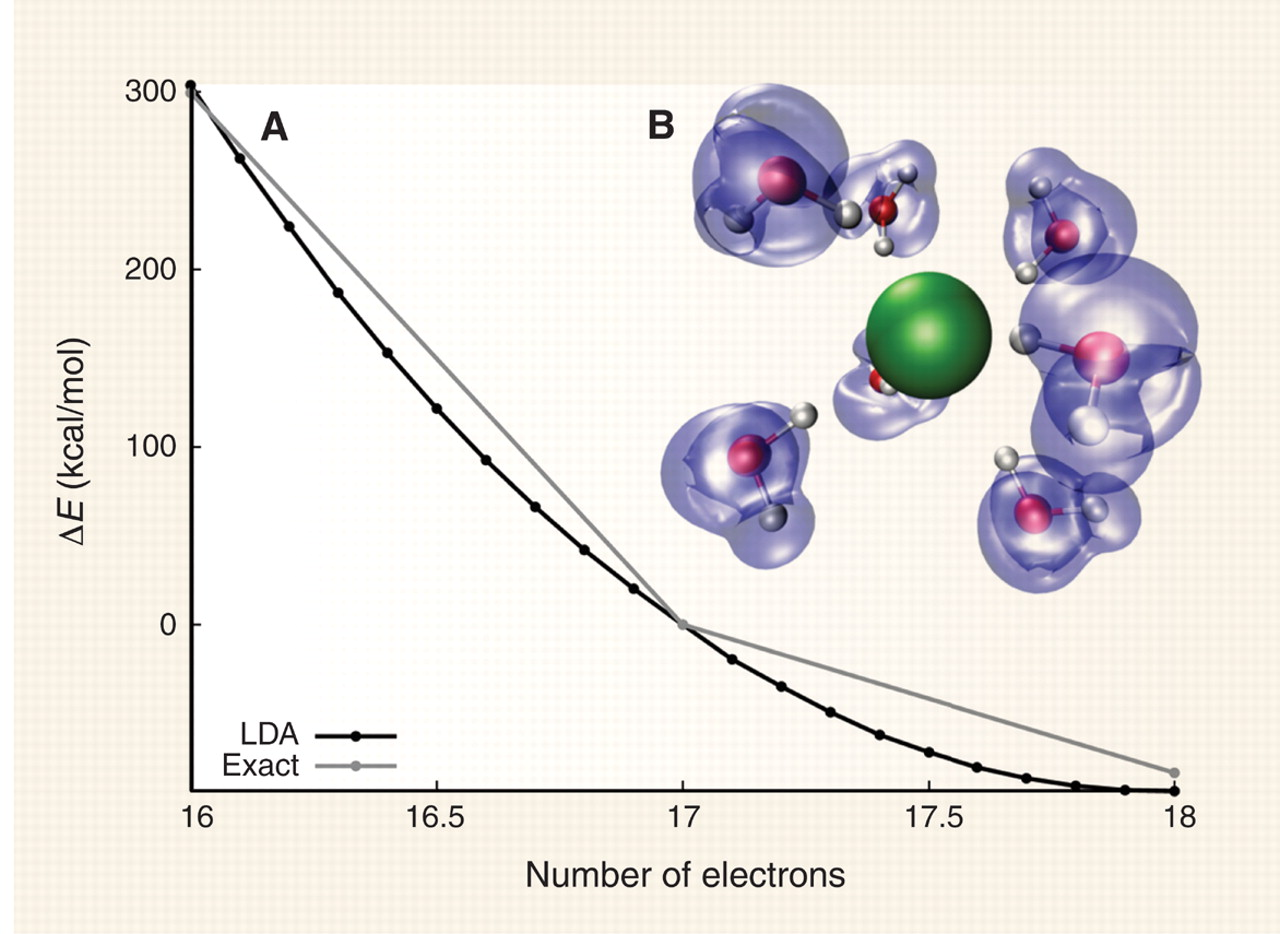 300
A
B
200
100
0
ΔE (kcal/mol)
LDA
Exact
16
16.5
17
17.5
18
Number of electrons